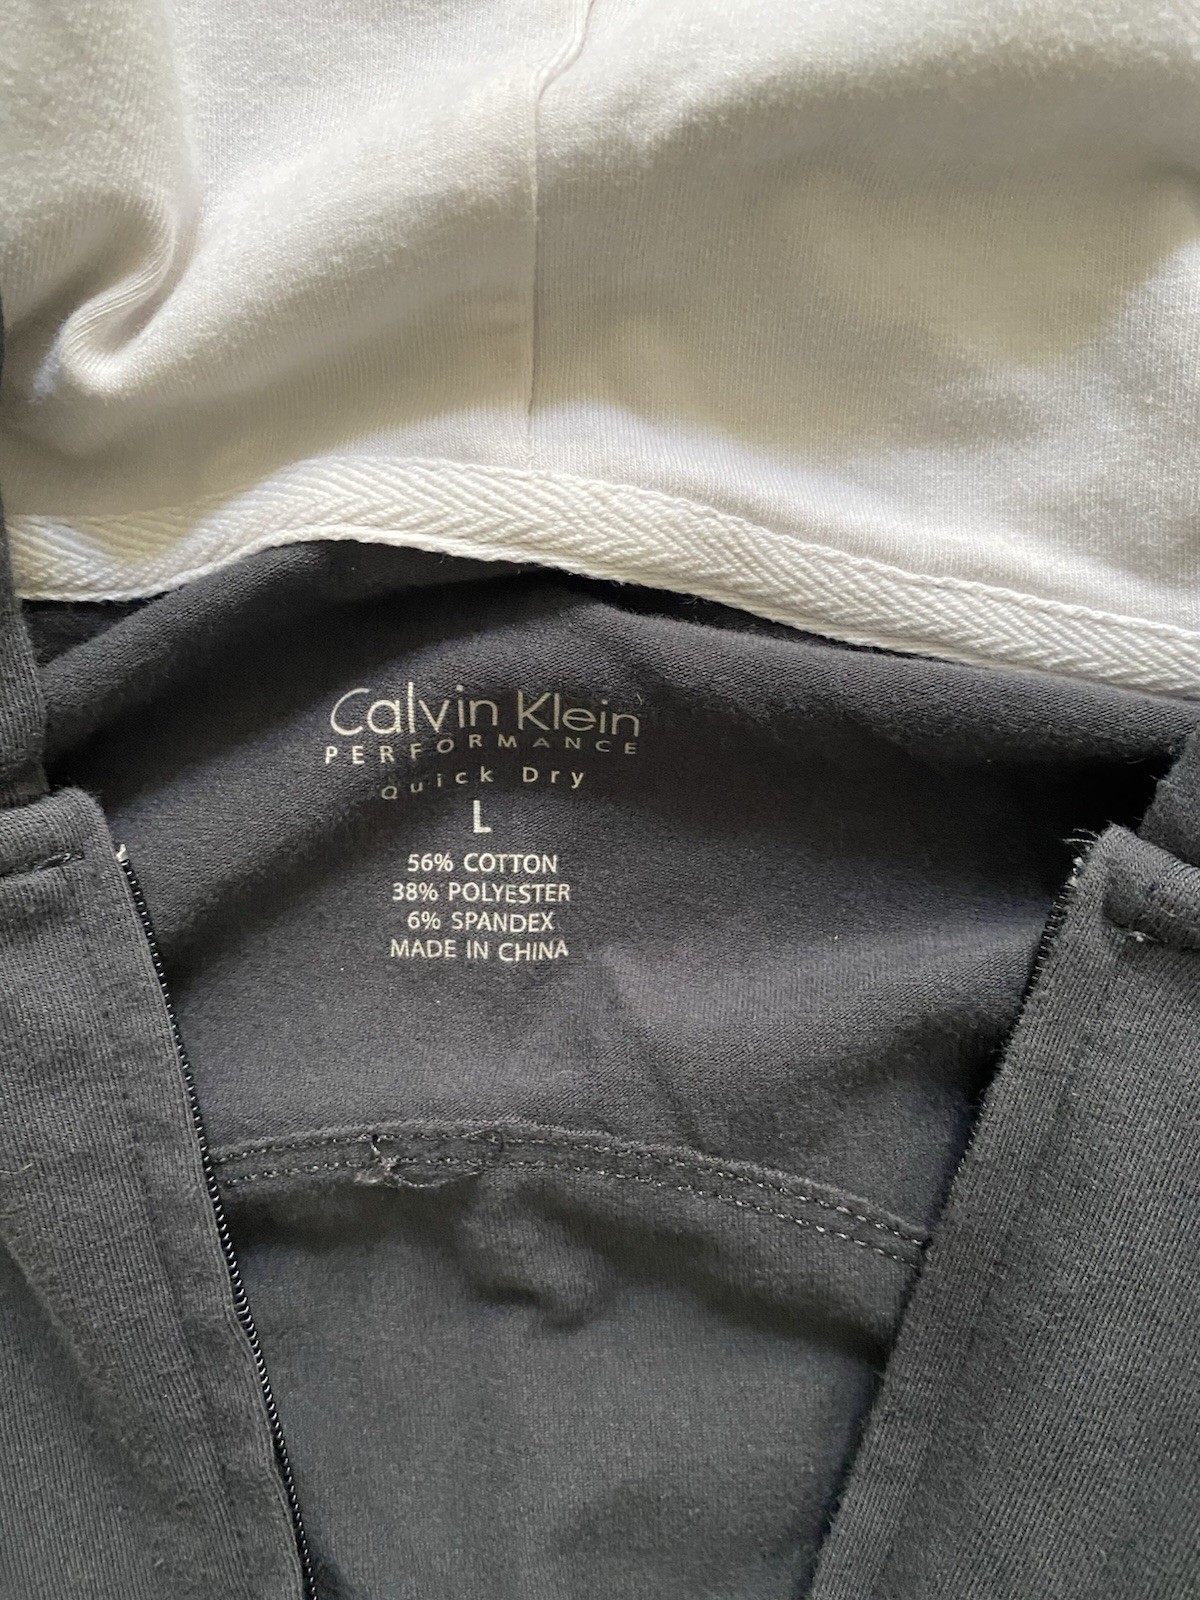 Calvin Klein
PERFORMANCE
Quick Dry
L
56% COTTON
38% POLYESTER
6% SPANDEX
MADE IN CHINA